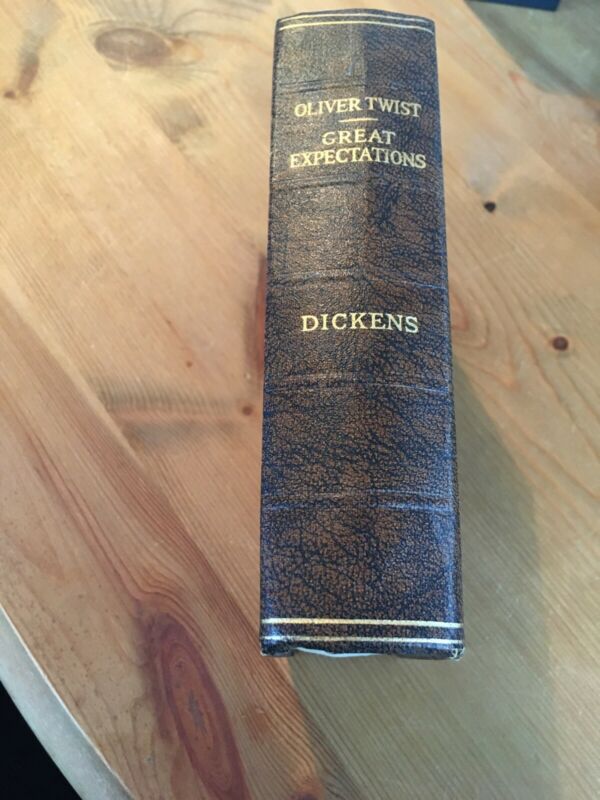 OLIVER TWIST
GREAT
EXPECTATIONS
DICKENS